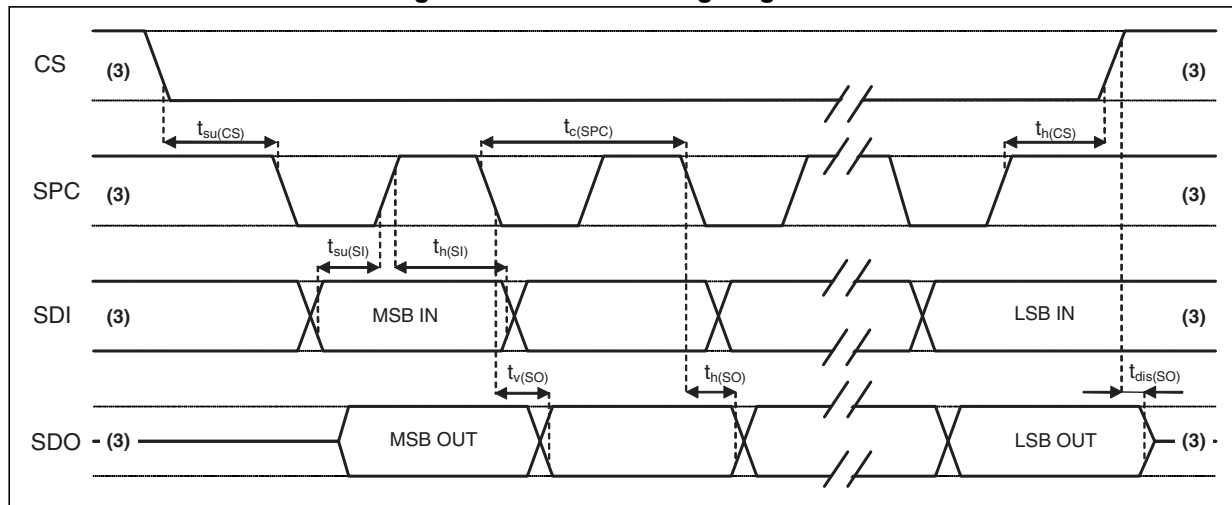 CS (3) (3)
tsu(CS) tc(SPC) th(CS)
SPC (3) (3)
tsu(SI) th(SI)
SDI (3) MSB IN LSB IN (3)
tv(SO) th(SO) tdis(SO)
SDO (3) MSB OUT LSB OUT (3)